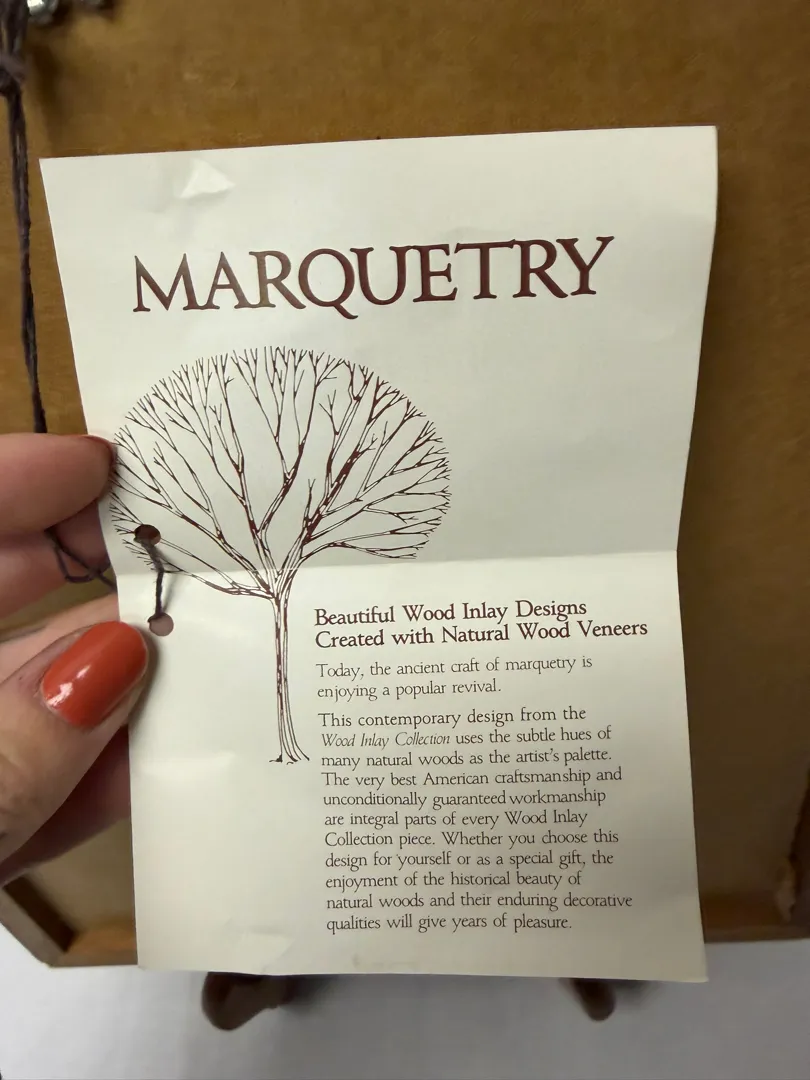 MARQUETRY
Beautiful Wood Inlay Designs
Created with Natural Wood Veneers
Today, the ancient craft of marquetry is
enjoying a popular revival.
This contemporary design from the
Wood Inlay Collection uses the subtle hues of
many natural woods as the artist's palette.
The very best American craftsmanship and
unconditionally guaranteed workmanship
are integral parts of every Wood Inlay
Collection piece. Whether you choose this
design for yourself or as a special gift, the
enjoyment of the historical beauty of
natural woods and their enduring decorative
qualities will give years of pleasure.